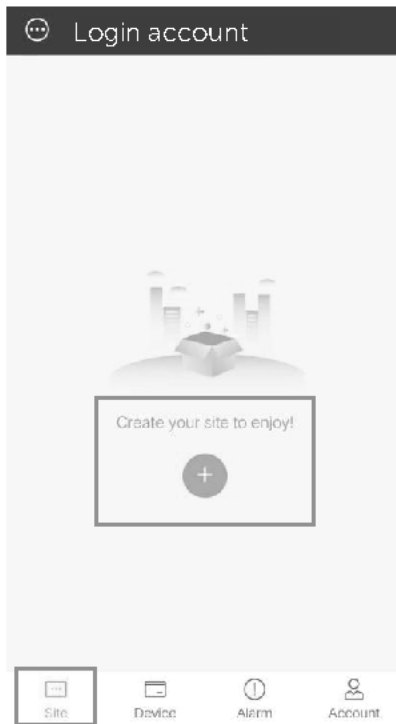 Login account
Create your site to enjoy!
Site
Device
Alarm
Account